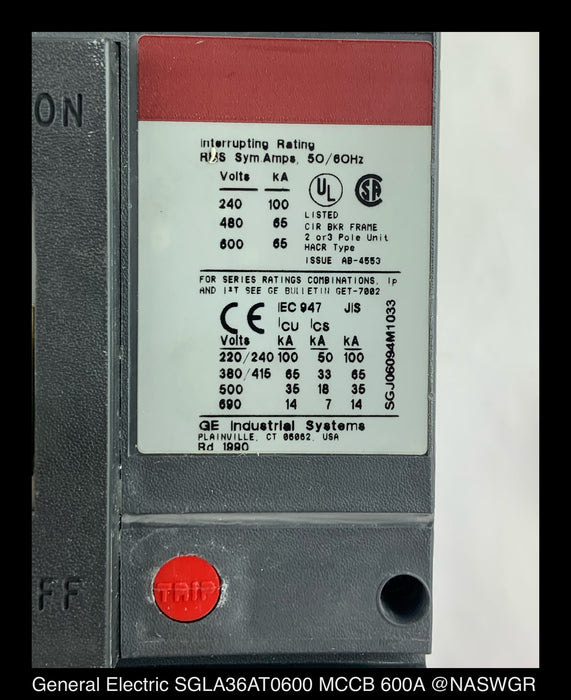 ON
Interrupting Rating
RMS Sym.Amps, 50/60Hz
Volts kA
240 100
480 65
600 65
UL SA
LISTED
CIR BKR FRAME
2 or3 Pole Unit
HACR Type
ISSUE AB-4553
FOR SERIES RATINGS COMBINATIONS, Ip
AND I²T SEE GE BULLETIN GET-7002
CE IEC 947 JIS
ICU ICS
Volts kA kA kA
220/240 100 50 100
380/415 65 33 65
500 35 18 35
690 14 7 14
SGJ06094M1033
GE Industrial Systems
PLAINVILLE, CT 06062, USA
Rd 1990
TRIP
FF
General Electric SGLA36AT0600 MCCB 600A @NASWGR